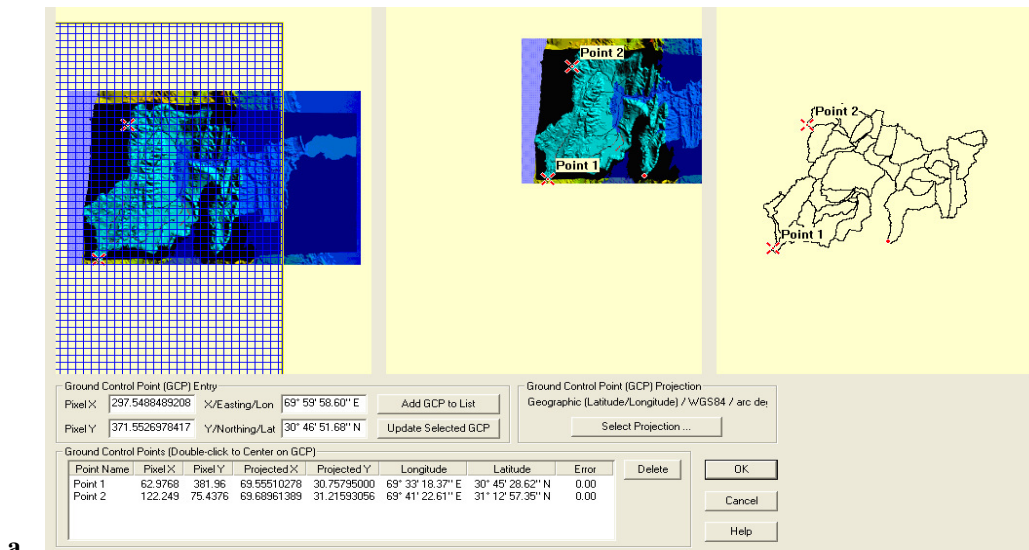 Point 2
Point 1
Point 2
Point 1
Ground Control Point (GCP) Entry
Pixel X 297.5488489208 X/Easting/Lon 69° 59' 58.60'' E Add GCP to List
Pixel Y 371.5526978417 Y/Northing/Lat 30° 46' 51.68'' N Update Selected GCP
Ground Control Point (GCP) Projection
Geographic (Latitude/Longitude) / WGS84 / arc de
Select Projection ...
Ground Control Points (Double-click to Center on GCP)
Point Name Pixel X Pixel Y Projected X Projected Y Longitude Latitude Error
Point 1 62.9768 381.96 69.55510278 30.75795000 69° 33' 18.37'' E 30° 45' 28.62'' N 0.00
Point 2 122.249 75.4376 69.68961389 31.21593056 69° 41' 22.61'' E 31° 12' 57.35'' N 0.00
Delete
OK
Cancel
Help
a